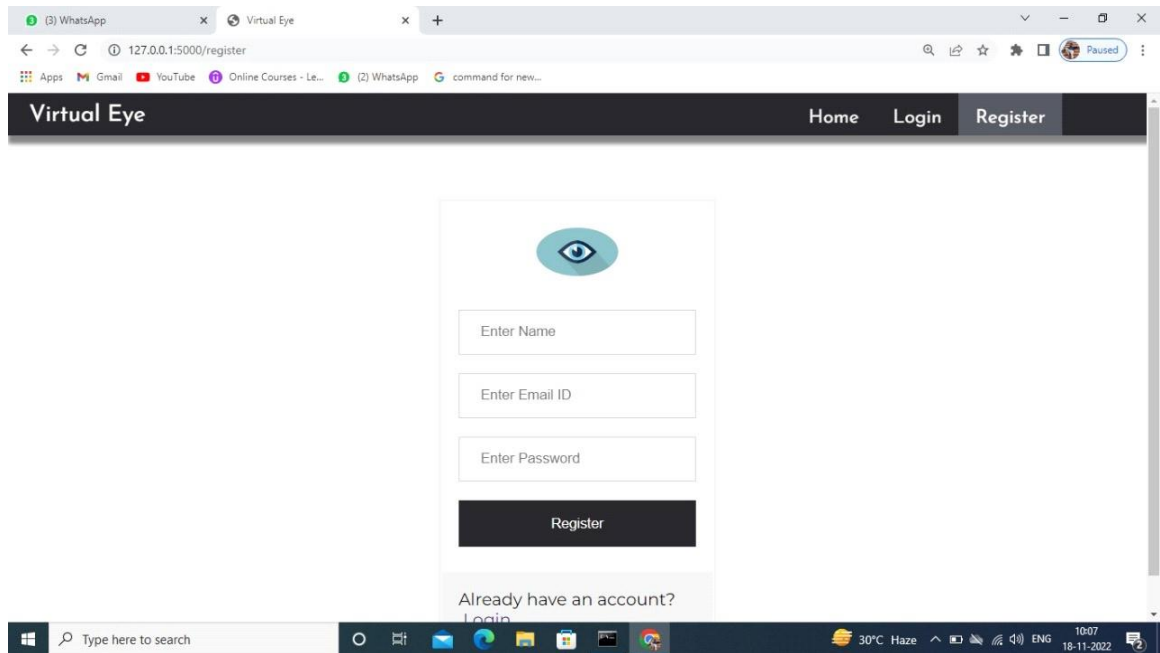 (3) WhatsApp
Virtual Eye
127.0.0.1:5000/register
Paused
Apps Gmail YouTube Online Courses - Le... (2) WhatsApp command for new...
Virtual Eye
Home Login Register
Enter Name
Enter Email ID
Enter Password
Register
Already have an account?
Login
Type here to search
30°C Haze ENG
10:07
18-11-2022
2